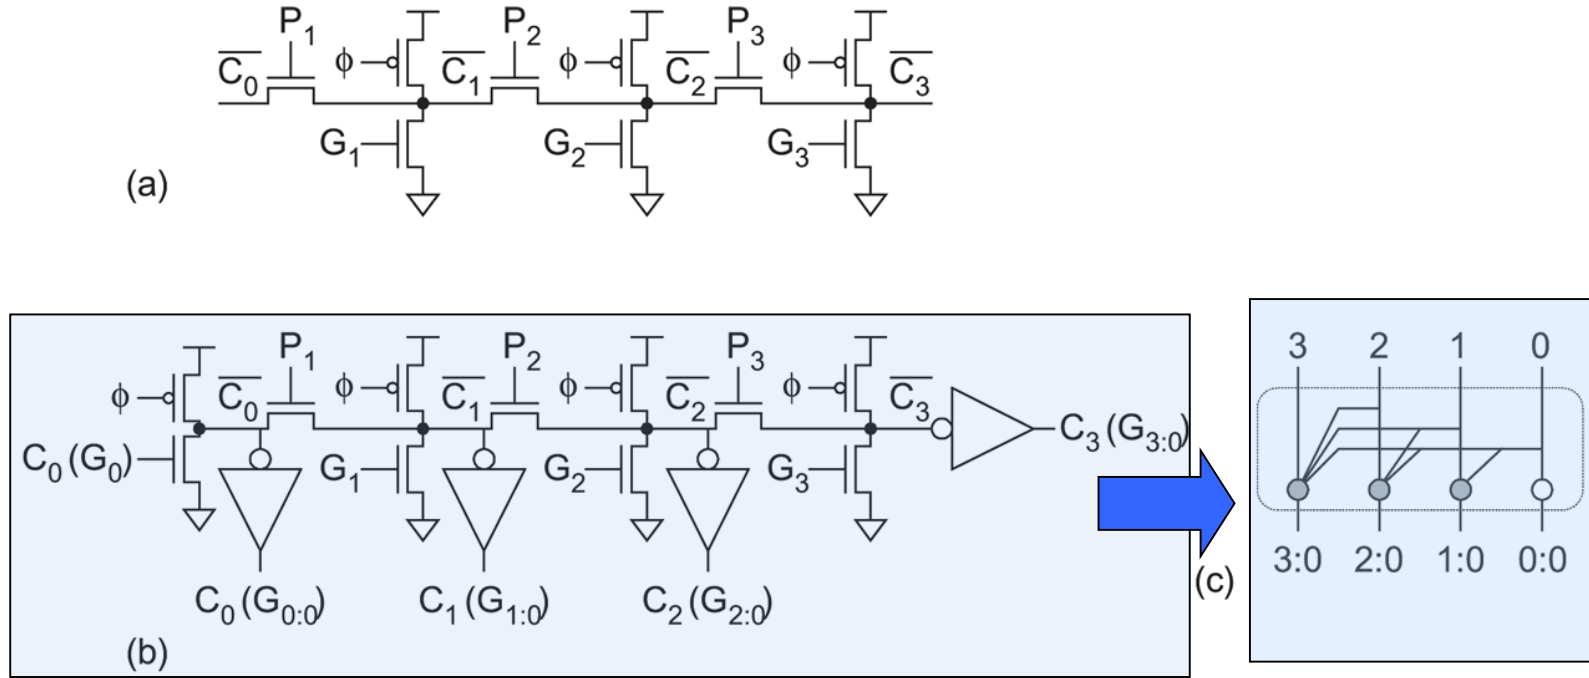 P₁ P₂ P₃
C̅₀ ϕ C̅₁ ϕ C̅₂ ϕ C̅₃
G₁ G₂ G₃
(a)
P₁ P₂ P₃
ϕ C̅₀ ϕ C̅₁ ϕ C̅₂ ϕ C̅₃
C₀ (G₀) G₁ G₂ G₃ C₃ (G₃:₀)
C₀ (G₀:₀) C₁ (G₁:₀) C₂ (G₂:₀)
(b)
3 2 1 0
3:0 2:0 1:0 0:0
(c)